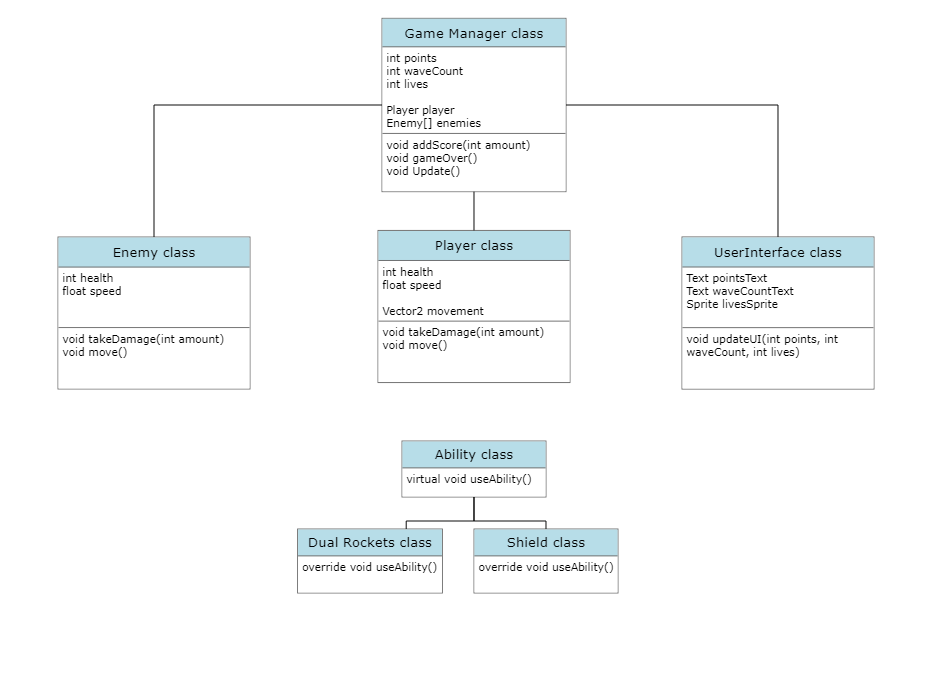 Game Manager class
int points
int waveCount
int lives
Player player
Enemy[] enemies
void addScore(int amount)
void gameOver()
void Update()
Enemy class
int health
float speed
void takeDamage(int amount)
void move()
Player class
int health
float speed
Vector2 movement
void takeDamage(int amount)
void move()
UserInterface class
Text pointsText
Text waveCountText
Sprite livesSprite
void updateUI(int points, int
waveCount, int lives)
Ability class
virtual void useAbility()
Dual Rockets class
override void useAbility()
Shield class
override void useAbility()